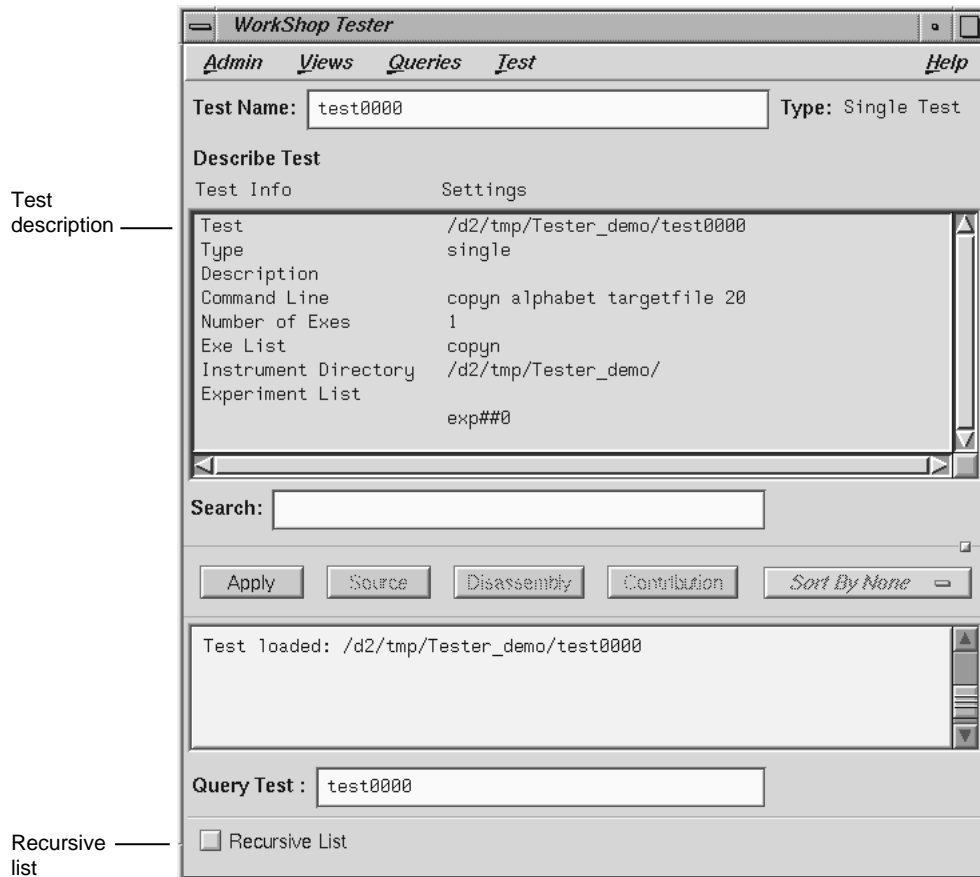 WorkShop Tester
Admin Views Queries Test Help
Test Name: test0000 Type: Single Test
Describe Test
Test Info Settings
Test
description
Test /d2/tmp/Tester_demo/test0000
Type single
Description
Command Line copyn alphabet targetfile 20
Number of Exes 1
Exe List copyn
Instrument Directory /d2/tmp/Tester_demo/
Experiment List
exp##0
Search:
Apply Source Disassembly Contribution Sort By None
Test loaded: /d2/tmp/Tester_demo/test0000
Query Test : test0000
Recursive
list
Recursive List